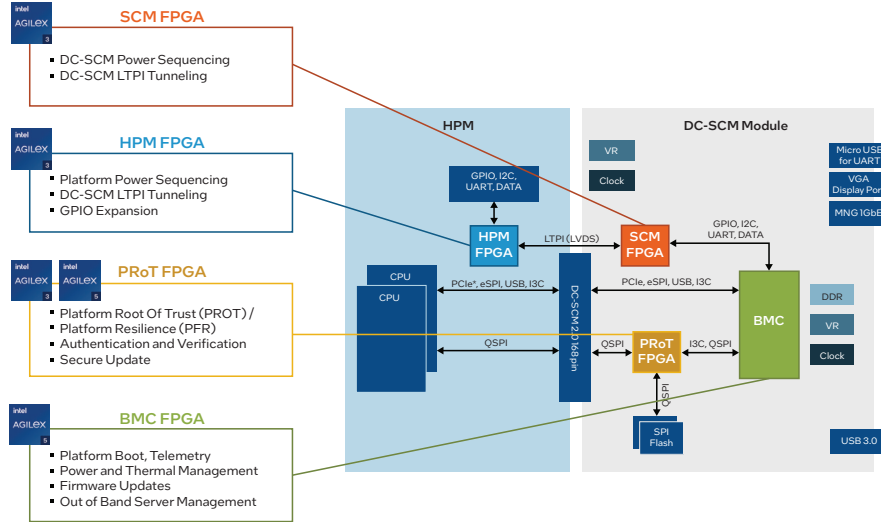 intel
AGILEX
3
SCM FPGA
▪ DC-SCM Power Sequencing
▪ DC-SCM LTPI Tunneling
intel
AGILEX
3
HPM FPGA
▪ Platform Power Sequencing
▪ DC-SCM LTPI Tunneling
▪ GPIO Expansion
intel
AGILEX
3
intel
AGILEX
5
PRoT FPGA
▪ Platform Root Of Trust (PROT) /
▪ Platform Resilience (PFR)
▪ Authentication and Verification
▪ Secure Update
intel
AGILEX
5
BMC FPGA
▪ Platform Boot, Telemetry
▪ Power and Thermal Management
▪ Firmware Updates
▪ Out of Band Server Management
HPM
GPIO, I2C,
UART, DATA
HPM
FPGA
LTPI (LVDS)
CPU
CPU
PCIe*, eSPI, USB, I3C
QSPI
DC-SCM 2.0 168pin
DC-SCM Module
VR
Clock
Micro USB
for UART
VGA
Display Port
MNG 1GbE
SCM
FPGA
GPIO, I2C,
UART, DATA
PCIe, eSPI, USB, I3C
BMC
DDR
VR
Clock
QSPI
PRoT
FPGA
I3C, QSPI
QSPI
SPI
Flash
USB 3.0